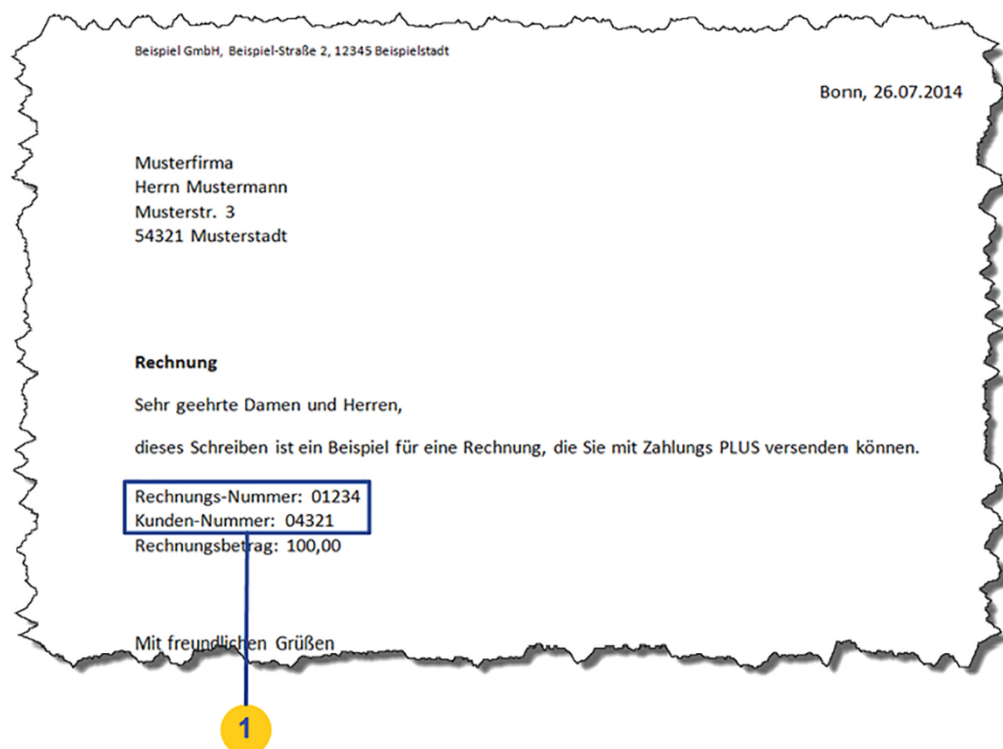 Beispiel GmbH, Beispiel-Straße 2, 12345 Beispielstadt
Bonn, 26.07.2014
Musterfirma
Herrn Mustermann
Musterstr. 3
54321 Musterstadt
Rechnung
Sehr geehrte Damen und Herren,
dieses Schreiben ist ein Beispiel für eine Rechnung, die Sie mit Zahlungs PLUS versenden können.
Rechnungs-Nummer: 01234
Kunden-Nummer: 04321
Rechnungsbetrag: 100,00
Mit freundlichen Grüßen
1